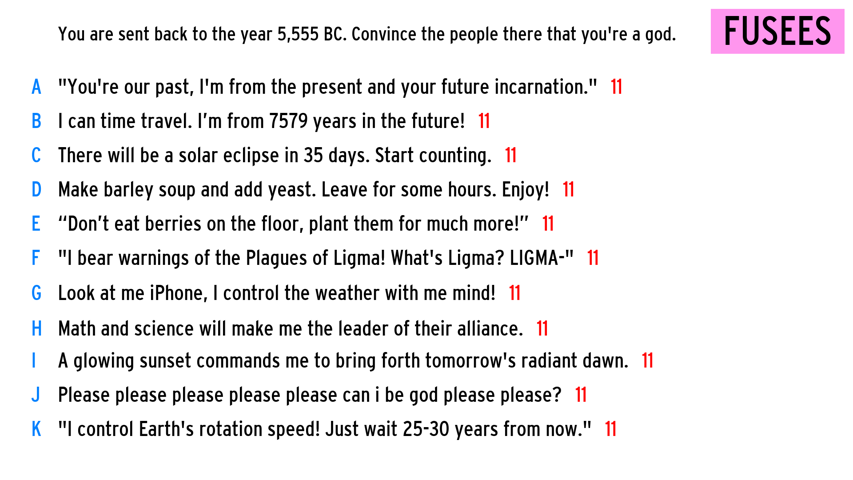 You are sent back to the year 5,555 BC. Convince the people there that you're a god.
FUSEES
A "You're our past, I'm from the present and your future incarnation." 11
B I can time travel. I’m from 7579 years in the future! 11
C There will be a solar eclipse in 35 days. Start counting. 11
D Make barley soup and add yeast. Leave for some hours. Enjoy! 11
E “Don’t eat berries on the floor, plant them for much more!” 11
F "I bear warnings of the Plagues of Ligma! What's Ligma? LIGMA-" 11
G Look at me iPhone, I control the weather with me mind! 11
H Math and science will make me the leader of their alliance. 11
I A glowing sunset commands me to bring forth tomorrow's radiant dawn. 11
J Please please please please please can i be god please please? 11
K "I control Earth's rotation speed! Just wait 25-30 years from now." 11